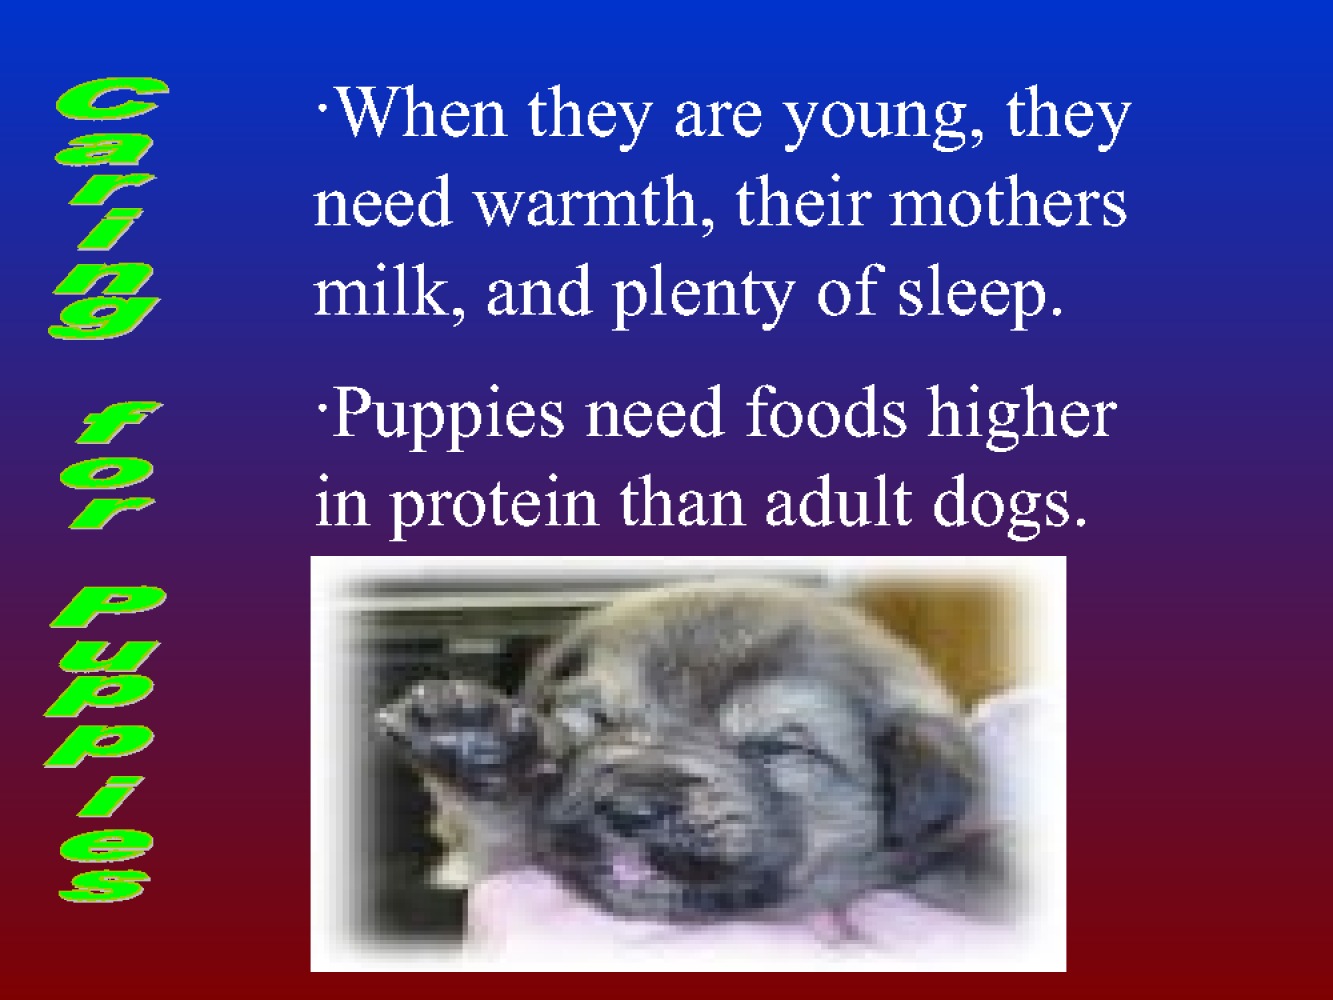 Caring for Puppies
·When they are young, they
need warmth, their mothers
milk, and plenty of sleep.
·Puppies need foods higher
in protein than adult dogs.